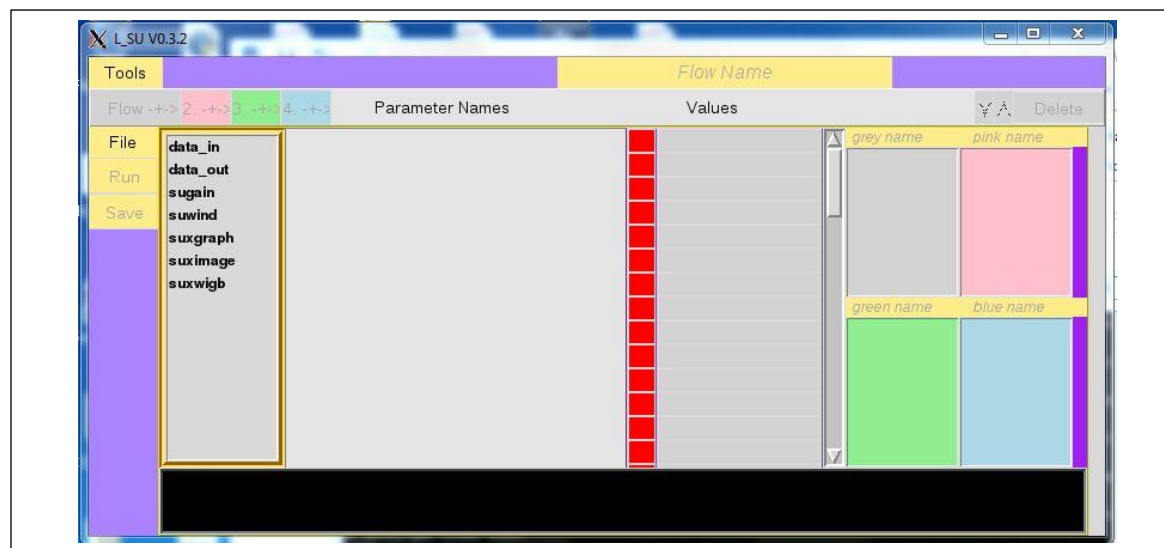 L_SU V0.3.2
Tools Flow Name
Flow -+-> 2. -+-> 3. -+-> 4. -+-> Parameter Names Values Delete
File grey name pink name
Run
Save
data_in
data_out
sugain
suwind
suxgraph
suximage
suxwigb
green name blue name